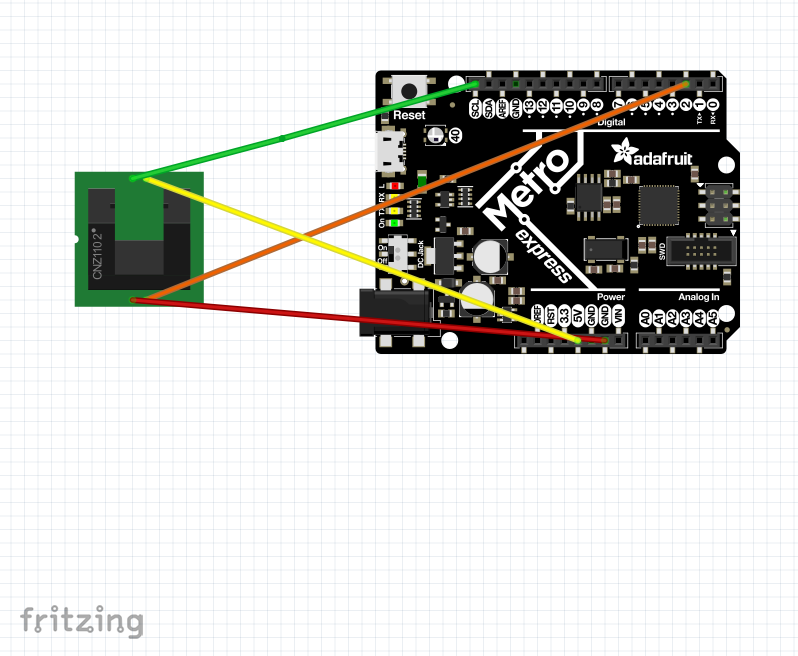 Reset
SCL SDA AREF GND 13 12 11 10 9 8 7 6 5 4 3 2 TX▸1 RX◂0
Digital
40
adafruit
Metro
express
L
RX
TX
On
On
Off
DC Jack
SWD
CNZ1102
Power
Analog In
RST 3.3 5V GND GND VIN A0 A1 A2 A3 A4 A5
fritzing